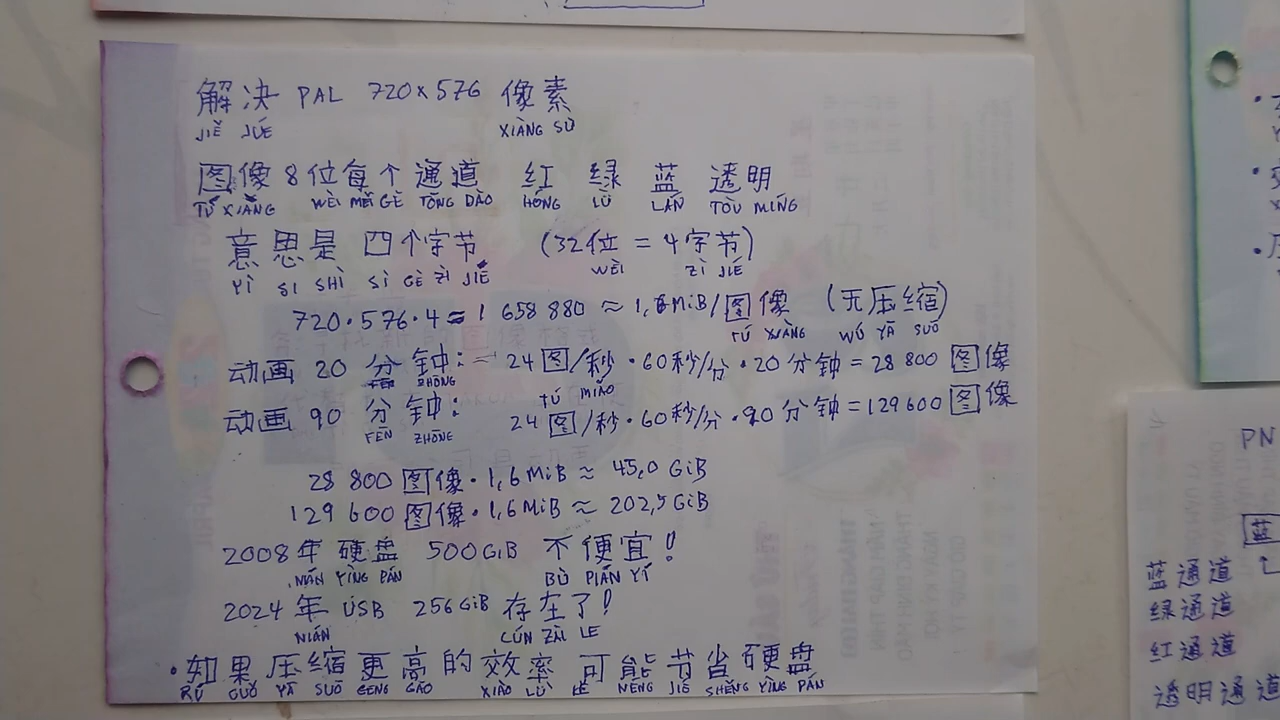 解决 PAL 720×576 像素
JIĚ JUÉ XIÀNG SÙ
图像 8 位每个通道 红 绿 蓝 透明
TÚ XIÀNG WÈI MĚI GÈ TŌNG DÀO HÓNG LǛ LÁN TÒU MÍNG
意思是 四个字节 (32位 = 4字节)
YÌ SI SHÌ SÌ GÈ ZÌ JIÉ WÈI ZÌ JIÉ
720·576·4 = 1 658 880 ≈ 1,6 MiB/图像 (无压缩)
TÚ XIÀNG WÚ YĀ SUŌ
动画 20 分钟: 24 图/秒·60秒/分·20分钟 = 28 800 图像
FĒN ZHŌNG TÚ MIǍO
动画 90 分钟: 24 图/秒·60秒/分·90分钟 = 129 600 图像
FĒN ZHŌNG
28 800 图像·1,6 MiB ≈ 45,0 GiB
129 600 图像·1,6 MiB ≈ 202,5 GiB
2008年 硬盘 500 GiB 不便宜!
NÁN YÌNG PÁN BÙ PIÁN YÍ
2024年 USB 256 GiB 存在了!
NIÁN CÚN ZÀI LE
·如果压缩更高的效率可能节省硬盘
RÚ GUǑ YĀ SUŌ GENG GĀO XIÀO LǛ KĚ NÉNG JIÉ SHĚNG YÌNG PÁN
PN
蓝
蓝通道
绿通道
红通道
透明通道